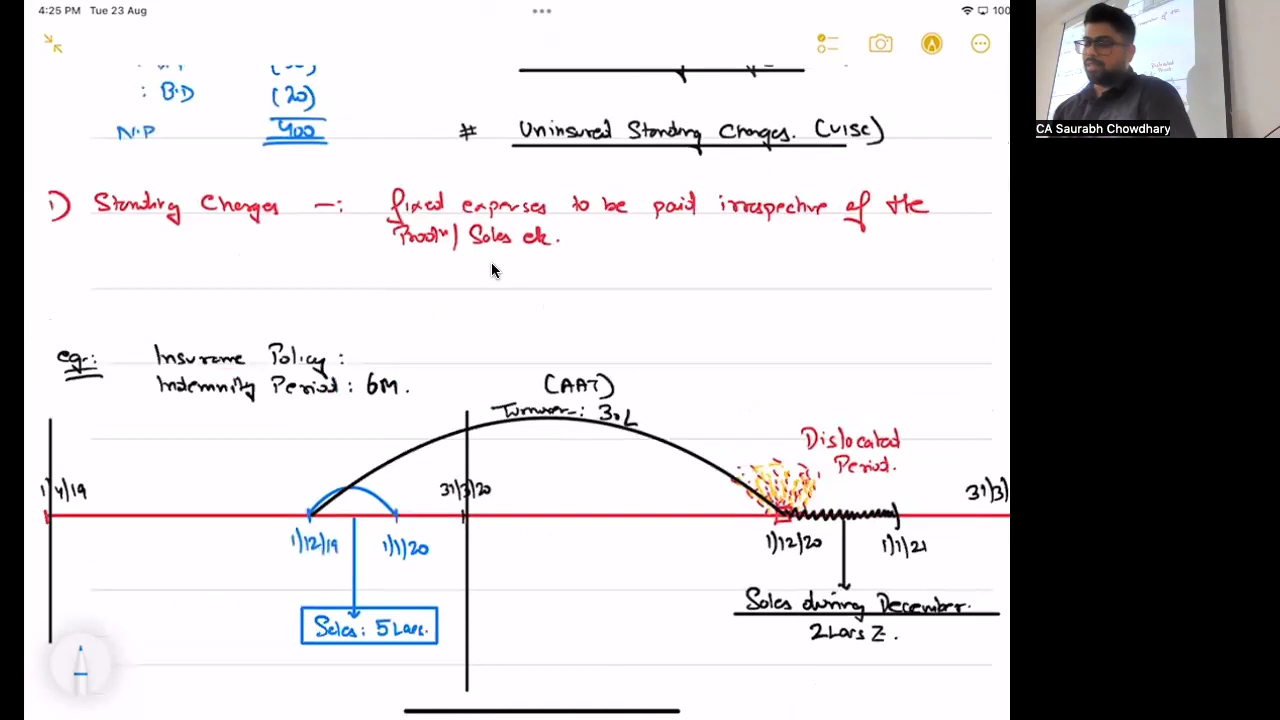 4:25 PM Tue 23 Aug
100
: B.D (20)
N.P 400
# Uninsured Standing Charges. (UISC)
1) Standing Charges —: fixed expenses to be paid irrespective of the
Prodn/ Sales etc.
eg.: Insurance Policy :
Indemnity Period : 6M.
(AAT)
Turnover-: 30L
Dislocated
Period.
1/4/19
31/3/20
31/3/
1/12/19
1/1/20
1/12/20
1/1/21
Sales: 5 Lacs.
Sales during December.
2 Lacs
CA Saurabh Chowdhary